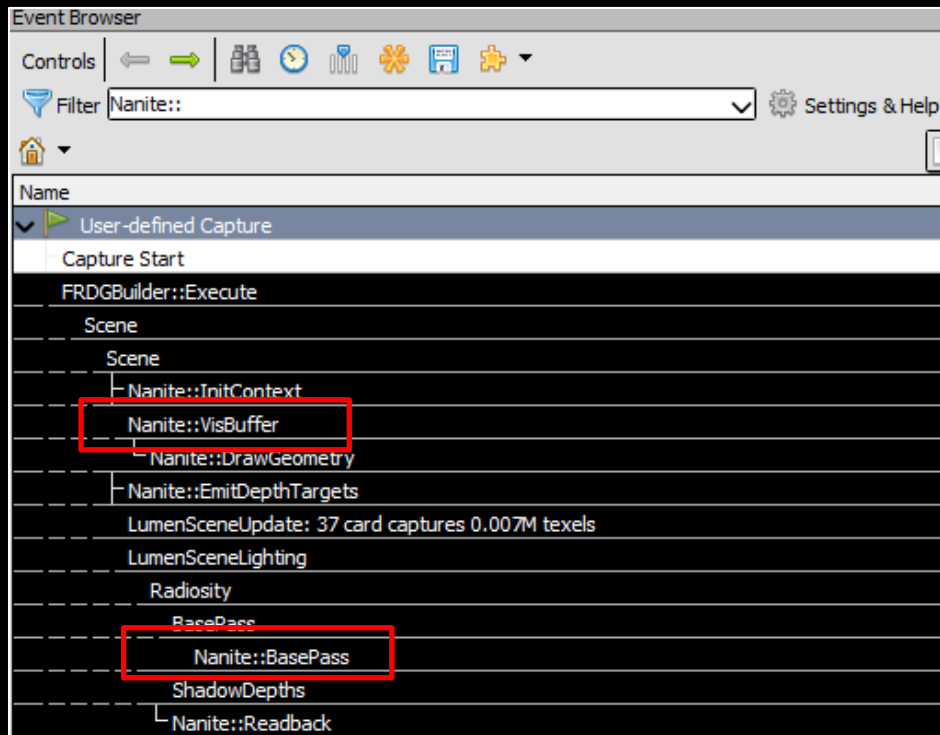 Event Browser
Controls
Filter Nanite:: Settings & Help
Name
User-defined Capture
Capture Start
FRDGBuilder::Execute
Scene
Scene
Nanite::InitContext
Nanite::VisBuffer
Nanite::DrawGeometry
Nanite::EmitDepthTargets
LumenSceneUpdate: 37 card captures 0.007M texels
LumenSceneLighting
Radiosity
BasePass
Nanite::BasePass
ShadowDepths
Nanite::Readback